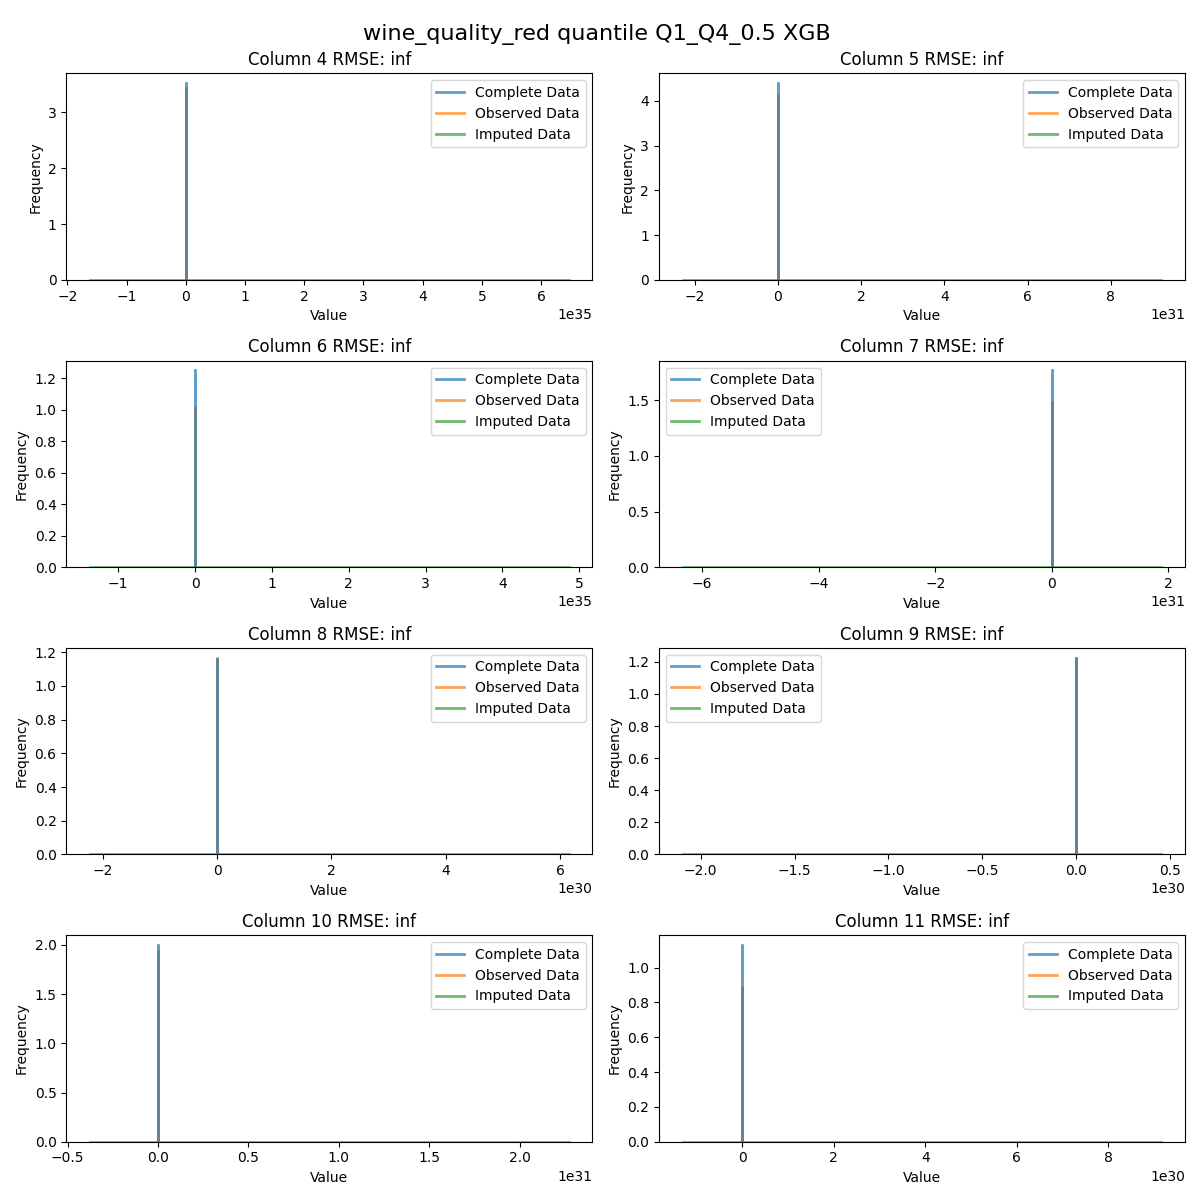 wine_quality_red quantile Q1_Q4_0.5 XGB
Column 4 RMSE: inf
Complete Data
Observed Data
Imputed Data
Frequency
3
2
1
0
−2 −1 0 1 2 3 4 5 6
1e35
Value
Column 5 RMSE: inf
Complete Data
Observed Data
Imputed Data
Frequency
4
3
2
1
0
−2 0 2 4 6 8
1e31
Value
Column 6 RMSE: inf
Complete Data
Observed Data
Imputed Data
Frequency
1.2
1.0
0.8
0.6
0.4
0.2
0.0
−1 0 1 2 3 4 5
1e35
Value
Column 7 RMSE: inf
Complete Data
Observed Data
Imputed Data
Frequency
1.5
1.0
0.5
0.0
−6 −4 −2 0 2
1e31
Value
Column 8 RMSE: inf
Complete Data
Observed Data
Imputed Data
Frequency
1.2
1.0
0.8
0.6
0.4
0.2
0.0
−2 0 2 4 6
1e30
Value
Column 9 RMSE: inf
Complete Data
Observed Data
Imputed Data
Frequency
1.2
1.0
0.8
0.6
0.4
0.2
0.0
−2.0 −1.5 −1.0 −0.5 0.0 0.5
1e30
Value
Column 10 RMSE: inf
Complete Data
Observed Data
Imputed Data
Frequency
2.0
1.5
1.0
0.5
0.0
−0.5 0.0 0.5 1.0 1.5 2.0
1e31
Value
Column 11 RMSE: inf
Complete Data
Observed Data
Imputed Data
Frequency
1.0
0.8
0.6
0.4
0.2
0.0
0 2 4 6 8
1e30
Value